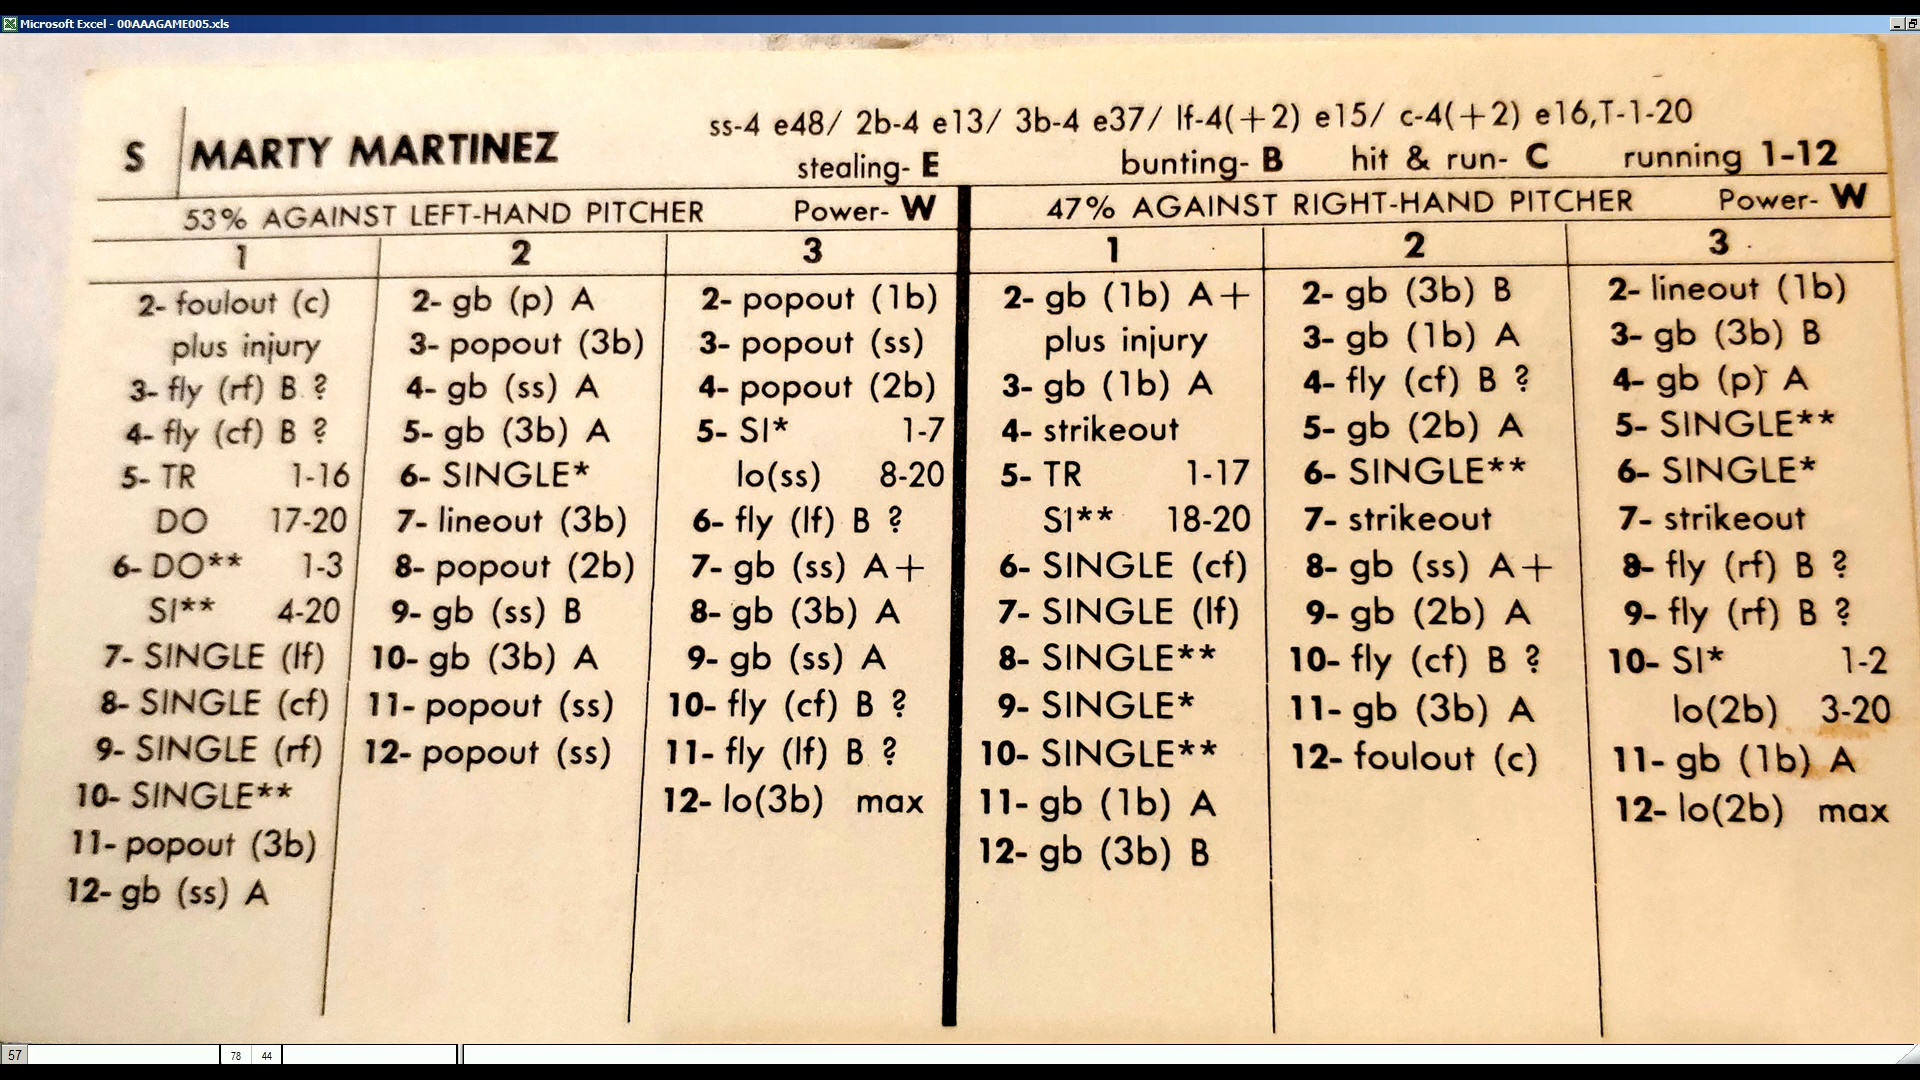 Microsoft Excel - 00AAAGAME005.xls
S MARTY MARTINEZ
ss-4 e48/ 2b-4 e13/ 3b-4 e37/ lf-4(+2) e15/ c-4(+2) e16,T-1-20
stealing- E bunting- B hit & run- C running 1-12
53% AGAINST LEFT-HAND PITCHER Power- W
1 2 3
2- foulout (c)
plus injury
3- fly (rf) B ?
4- fly (cf) B ?
5- TR 1-16
DO 17-20
6- DO** 1-3
SI** 4-20
7- SINGLE (lf)
8- SINGLE (cf)
9- SINGLE (rf)
10- SINGLE**
11- popout (3b)
12- gb (ss) A
2- gb (p) A
3- popout (3b)
4- gb (ss) A
5- gb (3b) A
6- SINGLE*
7- lineout (3b)
8- popout (2b)
9- gb (ss) B
10- gb (3b) A
11- popout (ss)
12- popout (ss)
2- popout (1b)
3- popout (ss)
4- popout (2b)
5- SI* 1-7
lo(ss) 8-20
6- fly (lf) B ?
7- gb (ss) A+
8- gb (3b) A
9- gb (ss) A
10- fly (cf) B ?
11- fly (lf) B ?
12- lo(3b) max
47% AGAINST RIGHT-HAND PITCHER Power- W
1 2 3
2- gb (1b) A+
plus injury
3- gb (1b) A
4- strikeout
5- TR 1-17
SI** 18-20
6- SINGLE (cf)
7- SINGLE (lf)
8- SINGLE**
9- SINGLE*
10- SINGLE**
11- gb (1b) A
12- gb (3b) B
2- gb (3b) B
3- gb (1b) A
4- fly (cf) B ?
5- gb (2b) A
6- SINGLE**
7- strikeout
8- gb (ss) A+
9- gb (2b) A
10- fly (cf) B ?
11- gb (3b) A
12- foulout (c)
2- lineout (1b)
3- gb (3b) B
4- gb (p) A
5- SINGLE**
6- SINGLE*
7- strikeout
8- fly (rf) B ?
9- fly (rf) B ?
10- SI* 1-2
lo(2b) 3-20
11- gb (1b) A
12- lo(2b) max
57 78 44